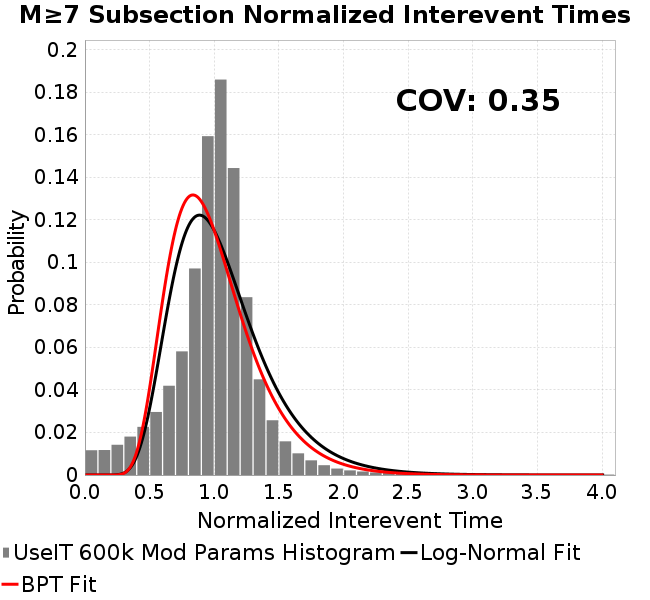 M≥7 Subsection Normalized Interevent Times
COV: 0.35
Probability
0.2
0.18
0.16
0.14
0.12
0.1
0.08
0.06
0.04
0.02
0
0.0 0.5 1.0 1.5 2.0 2.5 3.0 3.5 4.0
Normalized Interevent Time
UseIT 600k Mod Params Histogram Log-Normal Fit
BPT Fit